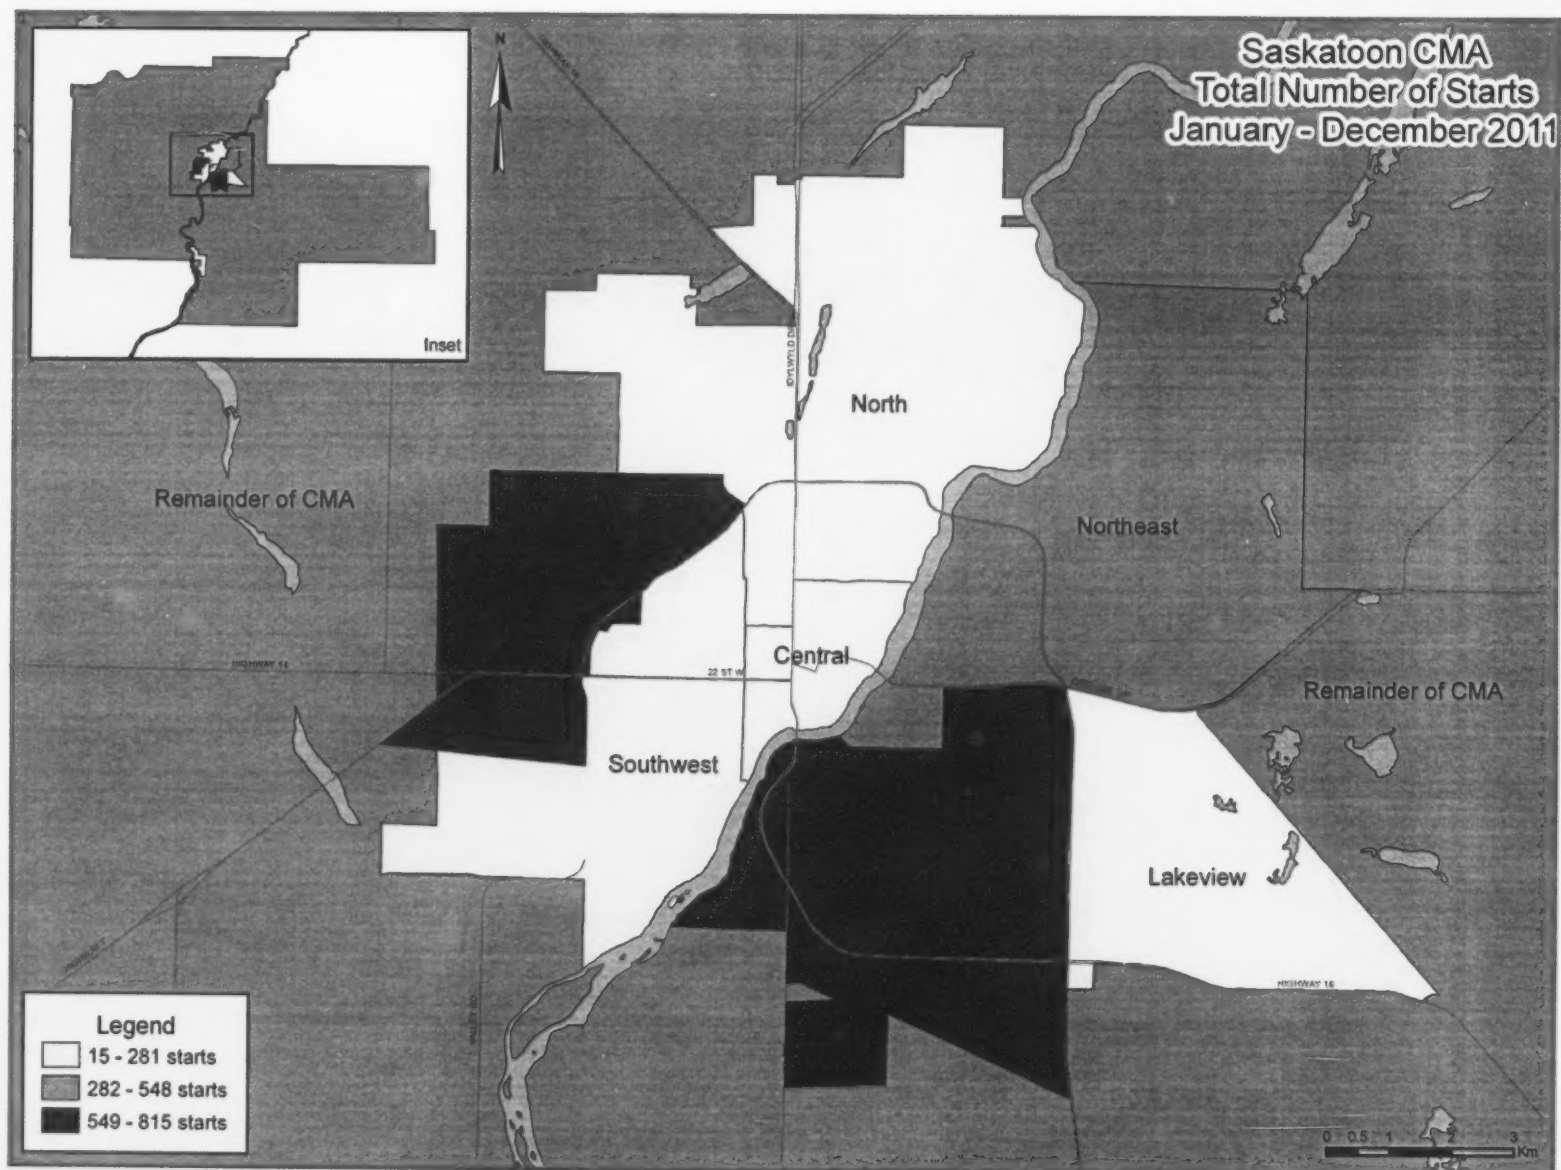 Saskatoon CMA
Total Number of Starts
January - December 2011
N
Inset
IDYLWYLD DR
North
Remainder of CMA
Northeast
HIGHWAY 14
22 ST W
Central
Remainder of CMA
Southwest
Lakeview
HIGHWAY 16
Legend
15 - 281 starts
282 - 548 starts
549 - 815 starts
0 0.5 1 2 3
Km